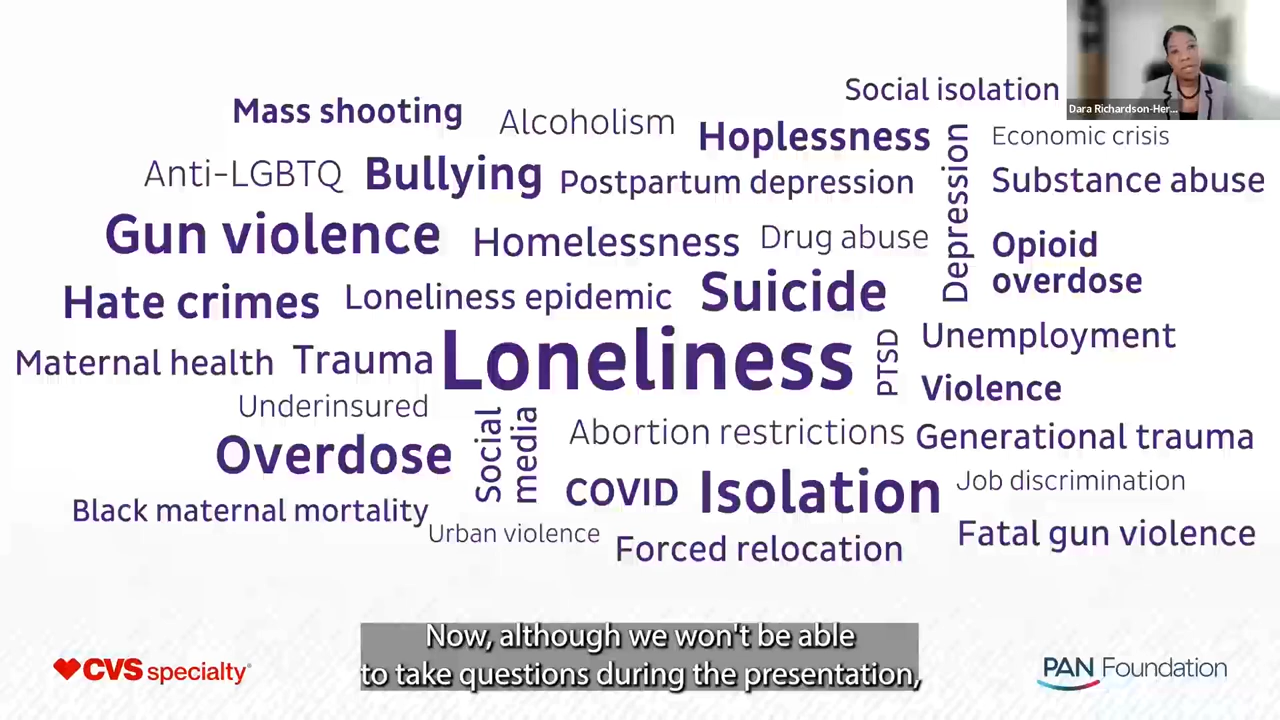 Social isolation
Dara Richardson-Her...
Mass shooting
Alcoholism
Hoplessness
Economic crisis
Anti-LGBTQ
Bullying
Postpartum depression
Depression
Substance abuse
Gun violence
Homelessness
Drug abuse
Opioid
overdose
Hate crimes
Loneliness epidemic
Suicide
Maternal health
Trauma
Loneliness
PTSD
Unemployment
Violence
Underinsured
Social
media
Abortion restrictions
Generational trauma
Overdose
COVID
Isolation
Job discrimination
Black maternal mortality
Urban violence
Forced relocation
Fatal gun violence
Now, although we won't be able
to take questions during the presentation,
CVS specialty®
PAN Foundation